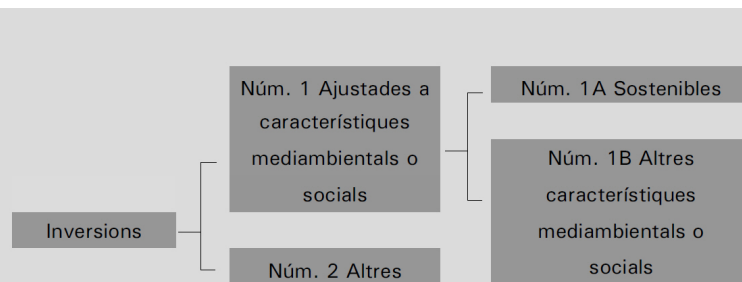 Inversions
Núm. 1 Ajustades a
característiques
mediambientals o
socials
Núm. 2 Altres
Núm. 1A Sostenibles
Núm. 1B Altres
característiques
mediambientals o
socials